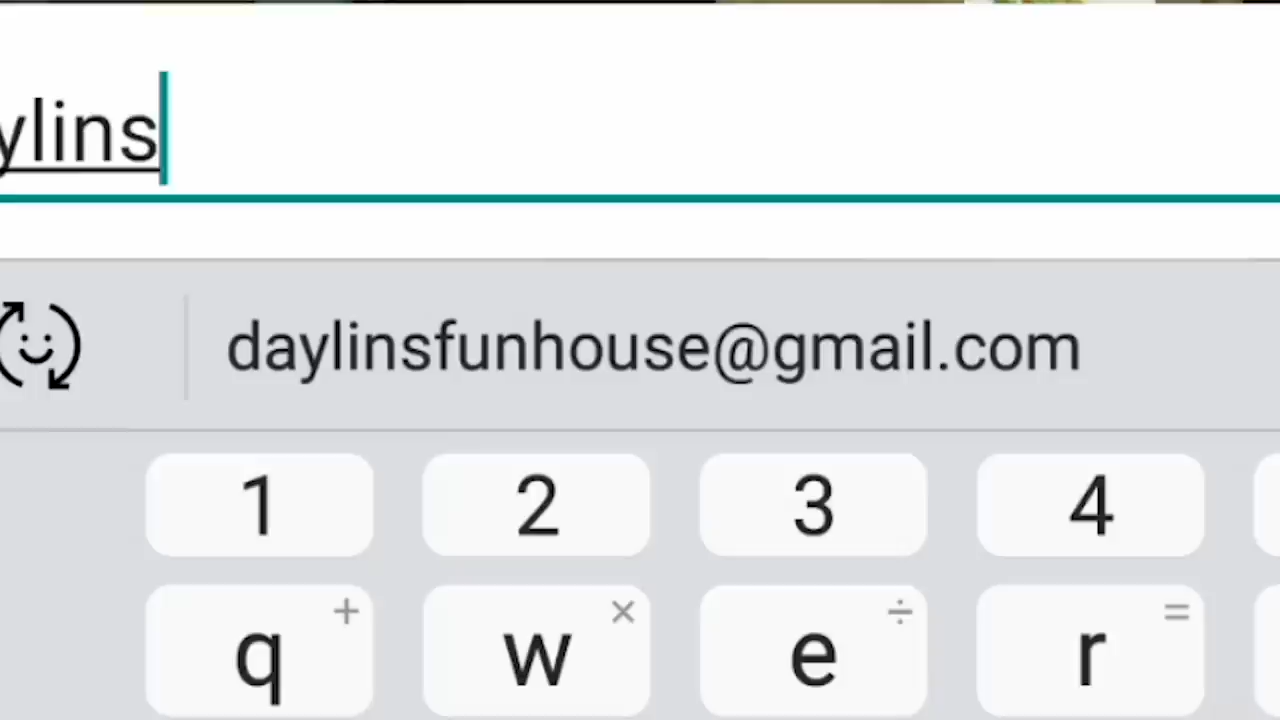 ylins
daylinsfunhouse@gmail.com
1 2 3 4
+ × ÷ =
q w e r